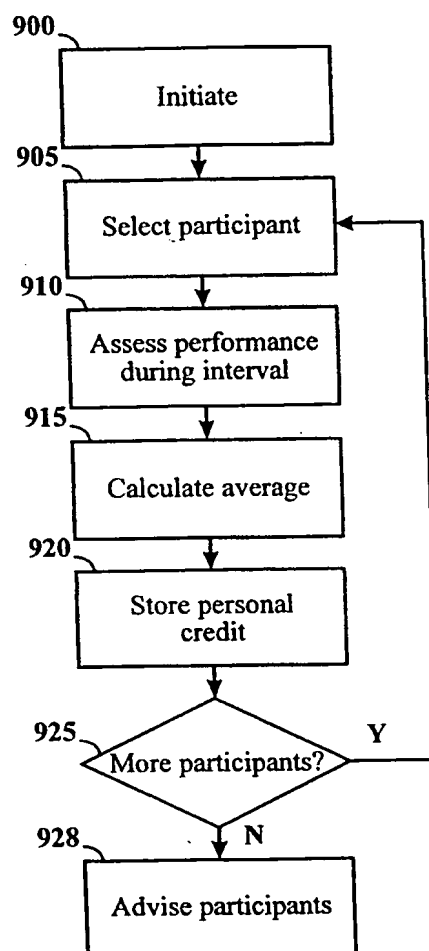 900
Initiate
905
Select participant
910
Assess performance
during interval
915
Calculate average
920
Store personal
credit
925
More participants?
Y
N
928
Advise participants